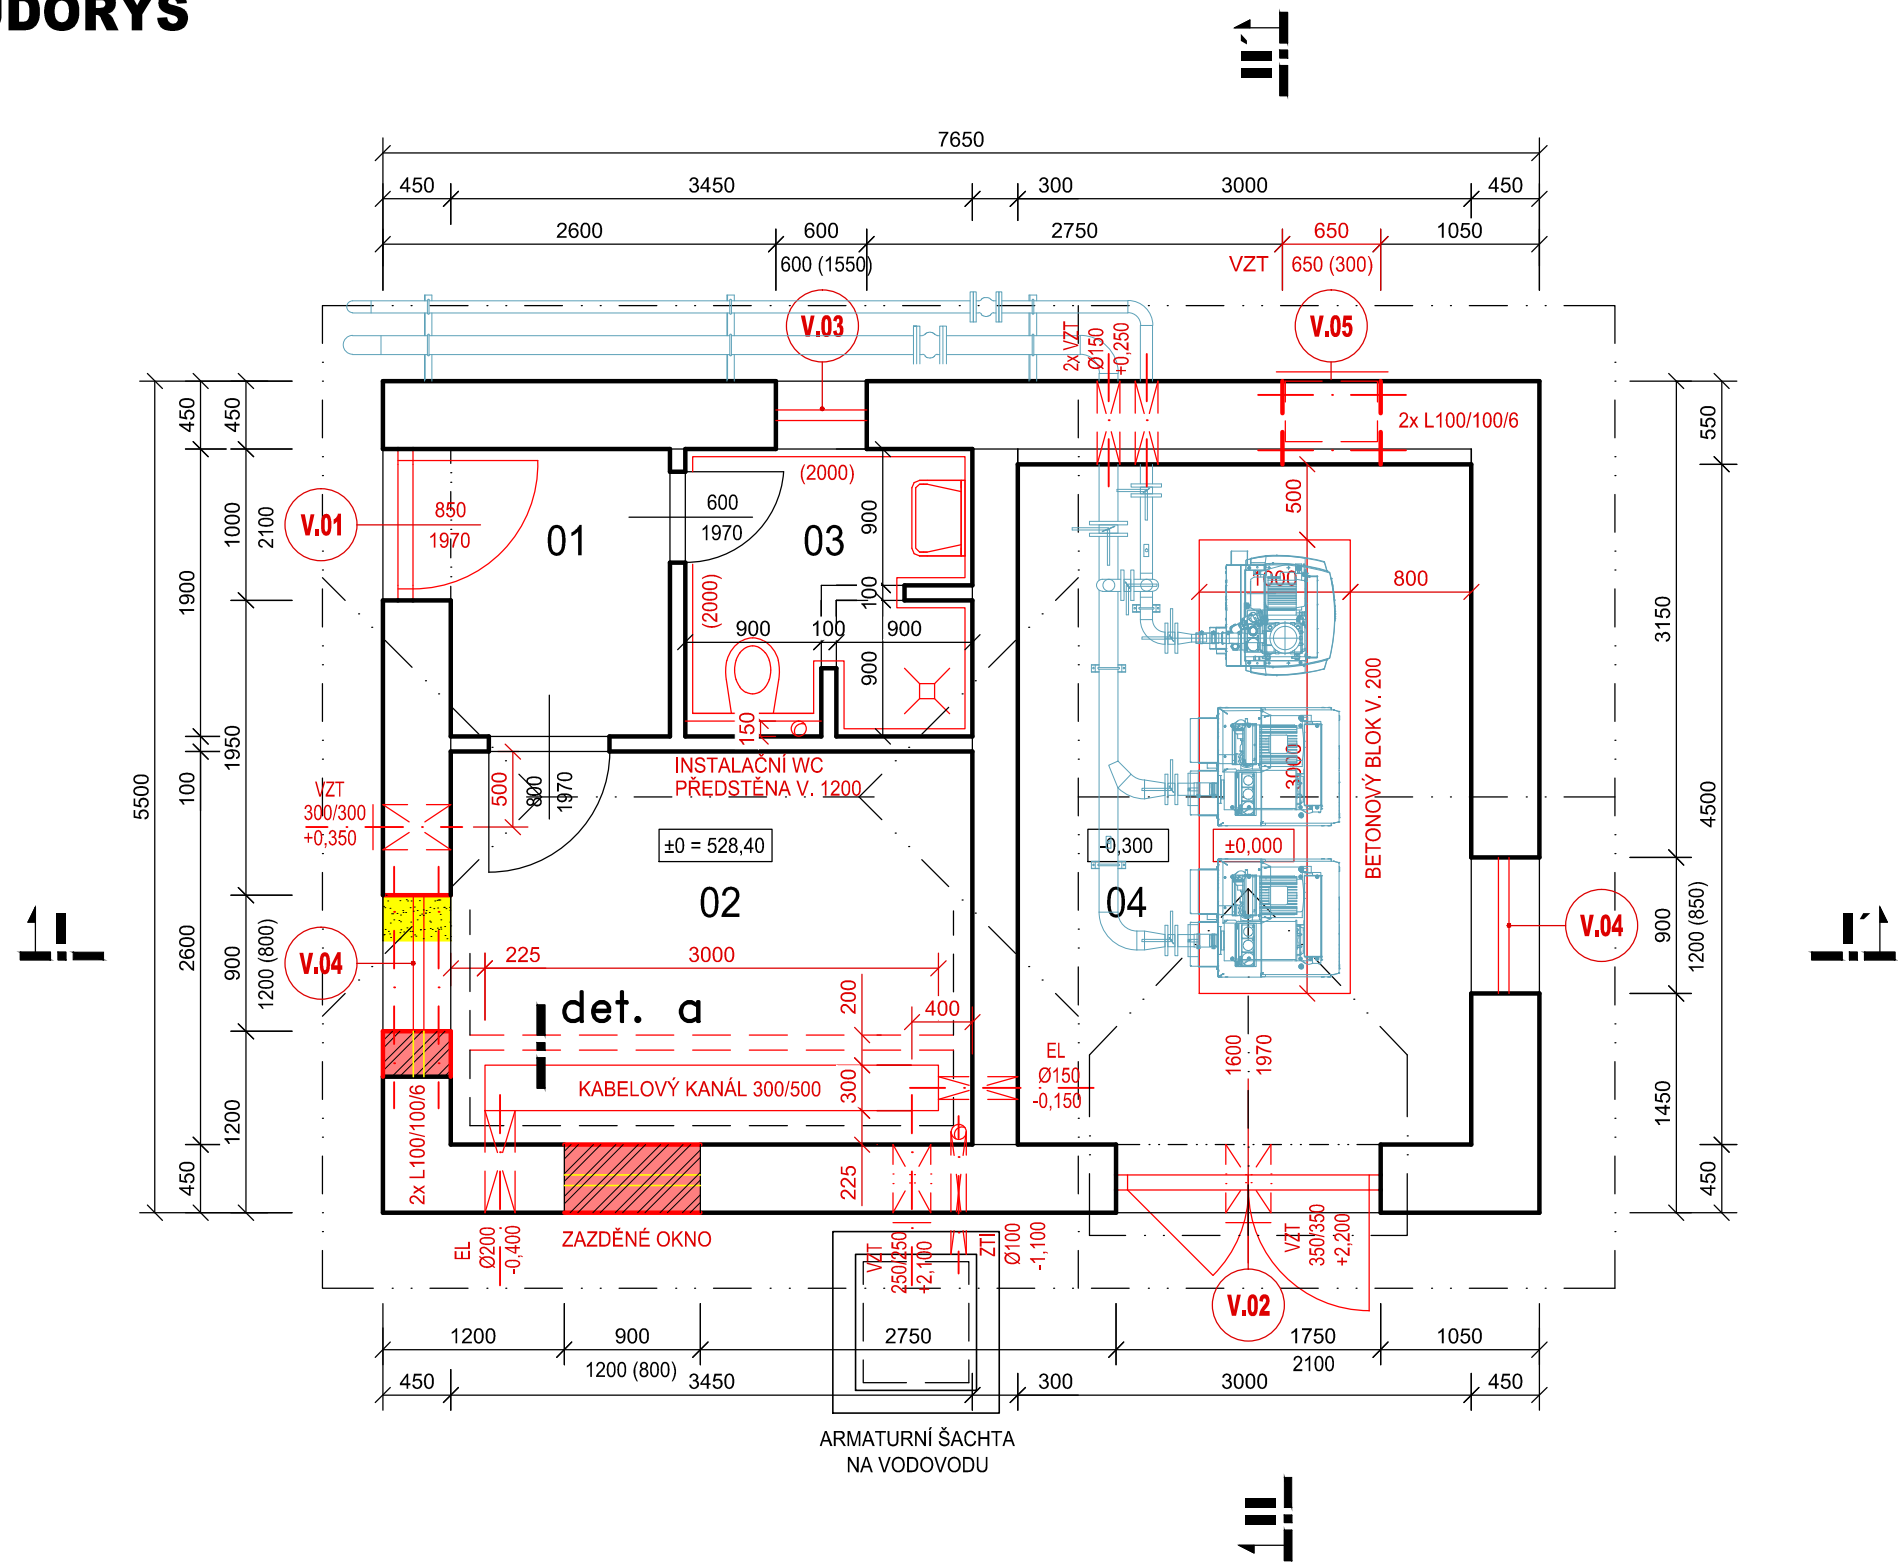 PŮDORYS
II´
7650
450 3450 300 3000 450
2600 600 2750 650 1050
600 (1550) VZT 650 (300)
V.03 V.05
2x VZT
Ø150
+0,250
2x L100/100/6
450 450 550
(2000)
500
V.01
850
1970
01
600
1970
03
900
1000
2100
1900
100
1000 800
(2000)
900 100 900
900
3150
150
BETONOVÝ BLOK V. 200
1950
5500
100
500
800
1970
INSTALAČNÍ WC
PŘEDSTĚNA V. 1200
3000
4500
VZT
300/300
+0,350
±0 = 528,40
-0,300
±0,000
02
04
I
I´
V.04 V.04
2600
900
1200 (800)
900
1200 (850)
225 3000
det. a
200
400
1600
1970
EL
Ø150
-0,150
KABELOVÝ KANÁL 300/500
300
2x L100/100/6
1200
1450
450 450
225
ZAZDĚNÉ OKNO
EL
Ø200
-0,400
VZT
250/250
+2,100
ZTI
Ø100
-1,100
VZT
350/350
+2,200
V.02
1200 900 2750 1750 1050
1200 (800) 2100
450 3450 300 3000 450
ARMATURNÍ ŠACHTA
NA VODOVODU
II